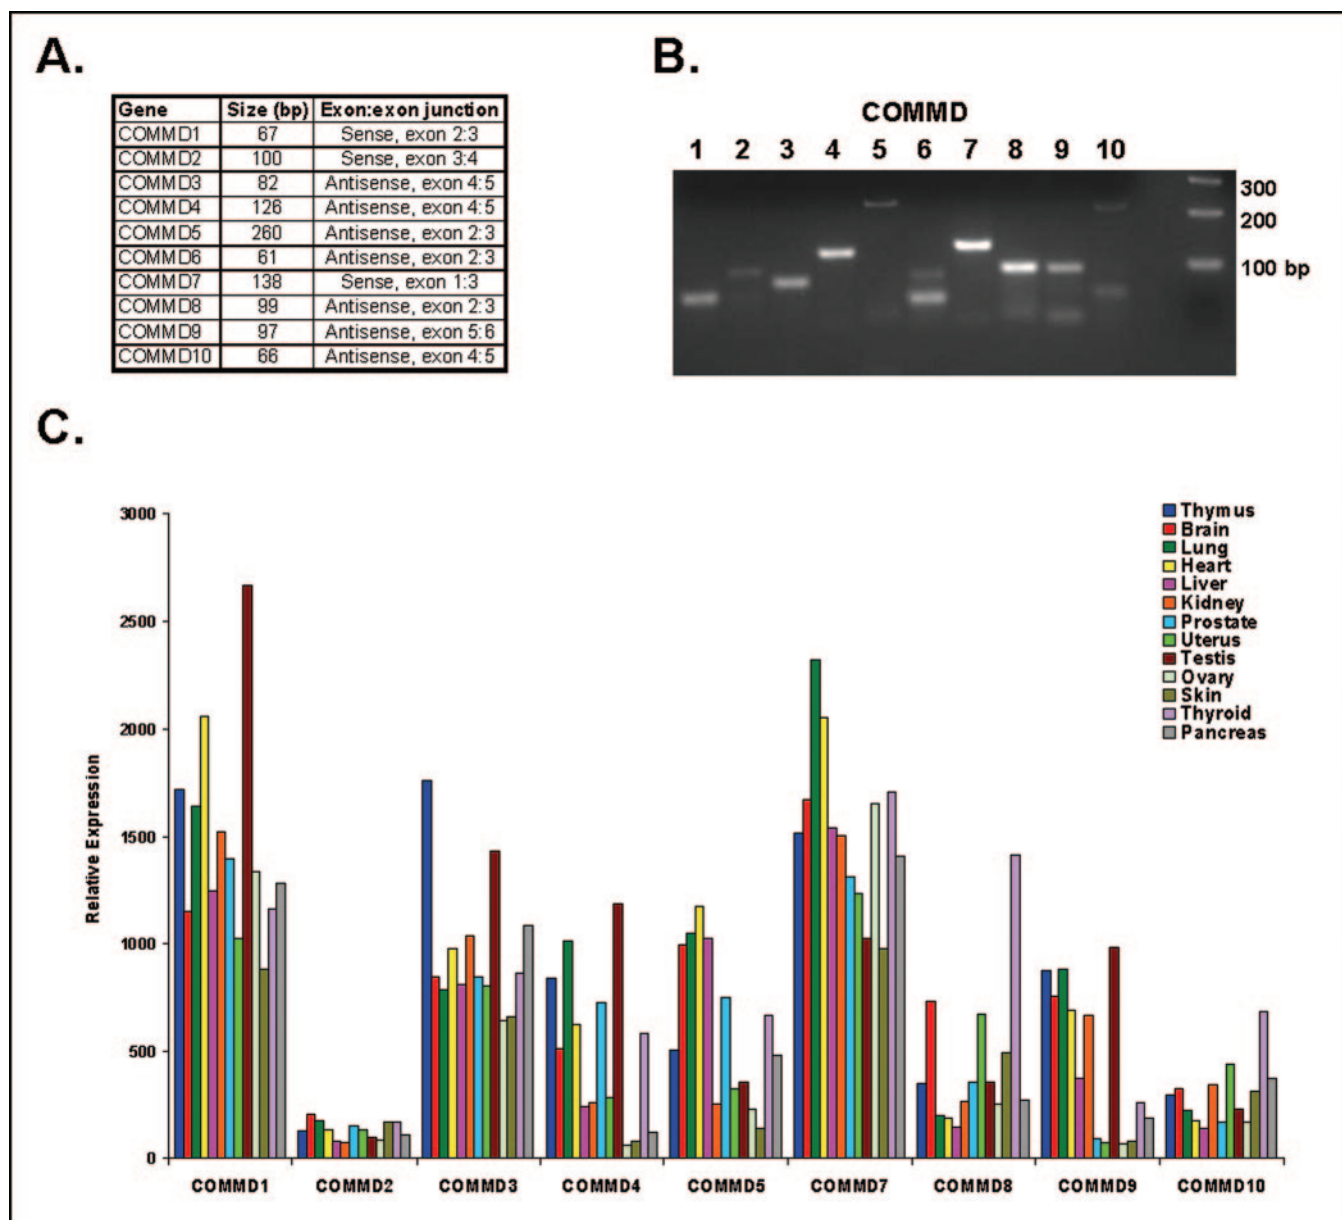 A.
Gene Size (bp) Exon:exon junction
COMMD1 67 Sense, exon 2:3
COMMD2 100 Sense, exon 3:4
COMMD3 82 Antisense, exon 4:5
COMMD4 126 Antisense, exon 4:5
COMMD5 260 Antisense, exon 2:3
COMMD6 61 Antisense, exon 2:3
COMMD7 138 Sense, exon 1:3
COMMD8 99 Antisense, exon 2:3
COMMD9 97 Antisense, exon 5:6
COMMD10 66 Antisense, exon 4:5
B.
COMMD
1 2 3 4 5 6 7 8 9 10
300
200
100 bp
C.
3000
2500
2000
1500
1000
500
0
Relative Expression
Thymus
Brain
Lung
Heart
Liver
Kidney
Prostate
Uterus
Testis
Ovary
Skin
Thyroid
Pancreas
COMMD1 COMMD2 COMMD3 COMMD4 COMMD5 COMMD7 COMMD8 COMMD9 COMMD10